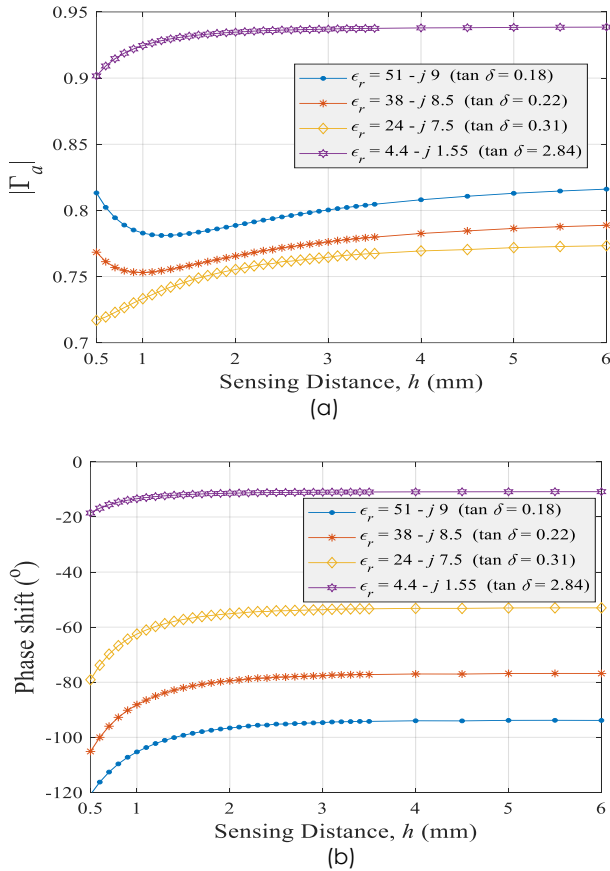 0.95
0.9
0.85
0.8
0.75
0.7
|Γₐ|
ϵᵣ = 51 - j 9 (tan δ = 0.18)
ϵᵣ = 38 - j 8.5 (tan δ = 0.22)
ϵᵣ = 24 - j 7.5 (tan δ = 0.31)
ϵᵣ = 4.4 - j 1.55 (tan δ = 2.84)
0.5 1 2 3 4 5 6
Sensing Distance, h (mm)
(a)
0
-20
-40
-60
-80
-100
-120
Phase shift (⁰)
ϵᵣ = 51 - j 9 (tan δ = 0.18)
ϵᵣ = 38 - j 8.5 (tan δ = 0.22)
ϵᵣ = 24 - j 7.5 (tan δ = 0.31)
ϵᵣ = 4.4 - j 1.55 (tan δ = 2.84)
0.5 1 2 3 4 5 6
Sensing Distance, h (mm)
(b)